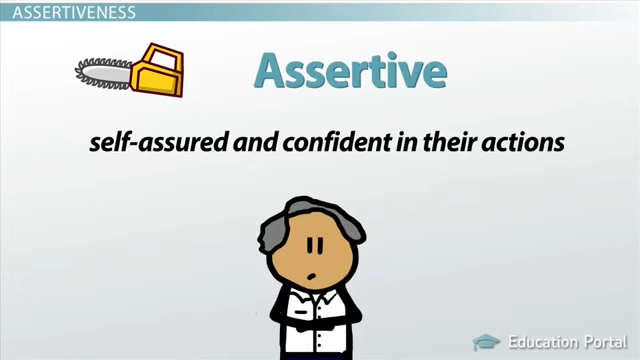 ASSERTIVENESS
Assertive
self-assured and confident in their actions
Education Portal